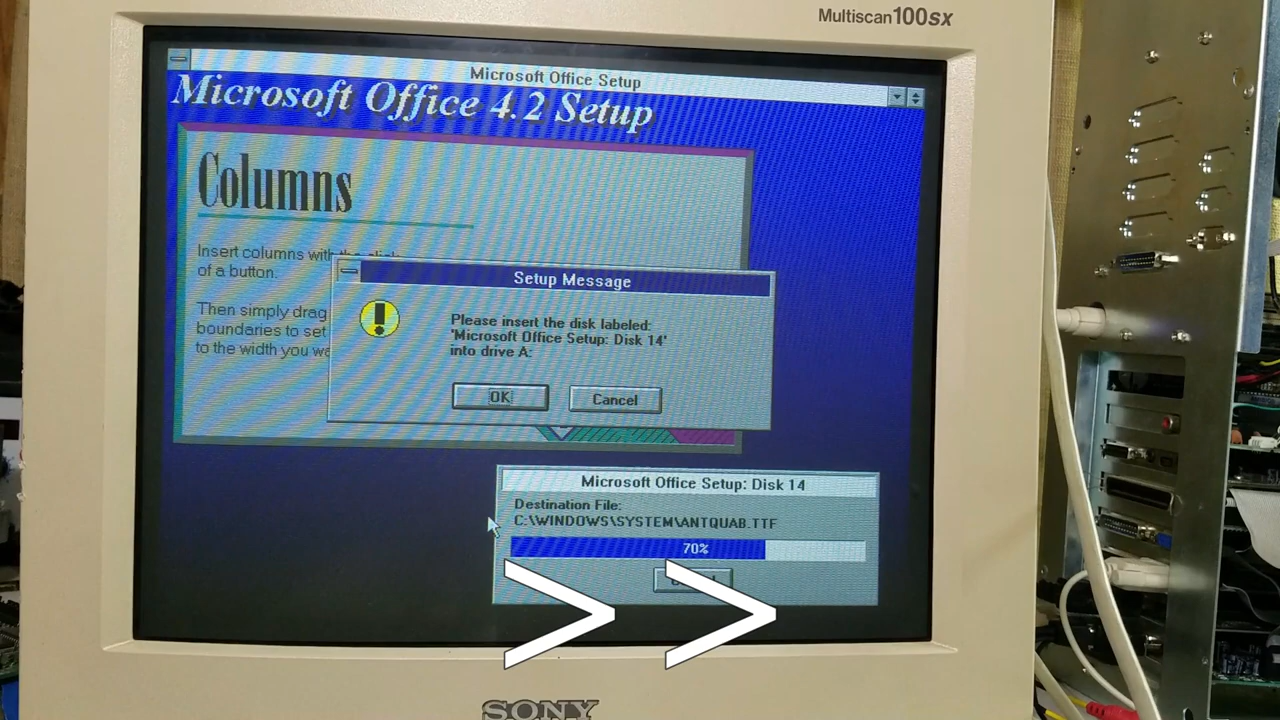 Multiscan100sx
Microsoft Office Setup
Microsoft Office 4.2 Setup
Columns
Insert columns with the click
of a button.
Then simply drag
boundaries to set
to the width you
Setup Message
Please insert the disk labeled:
'Microsoft Office Setup: Disk 14'
into drive A:
OK
Cancel
Microsoft Office Setup: Disk 14
Destination File:
C:\WINDOWS\SYSTEM\ANTQUAB.TTF
70%
> >
SONY